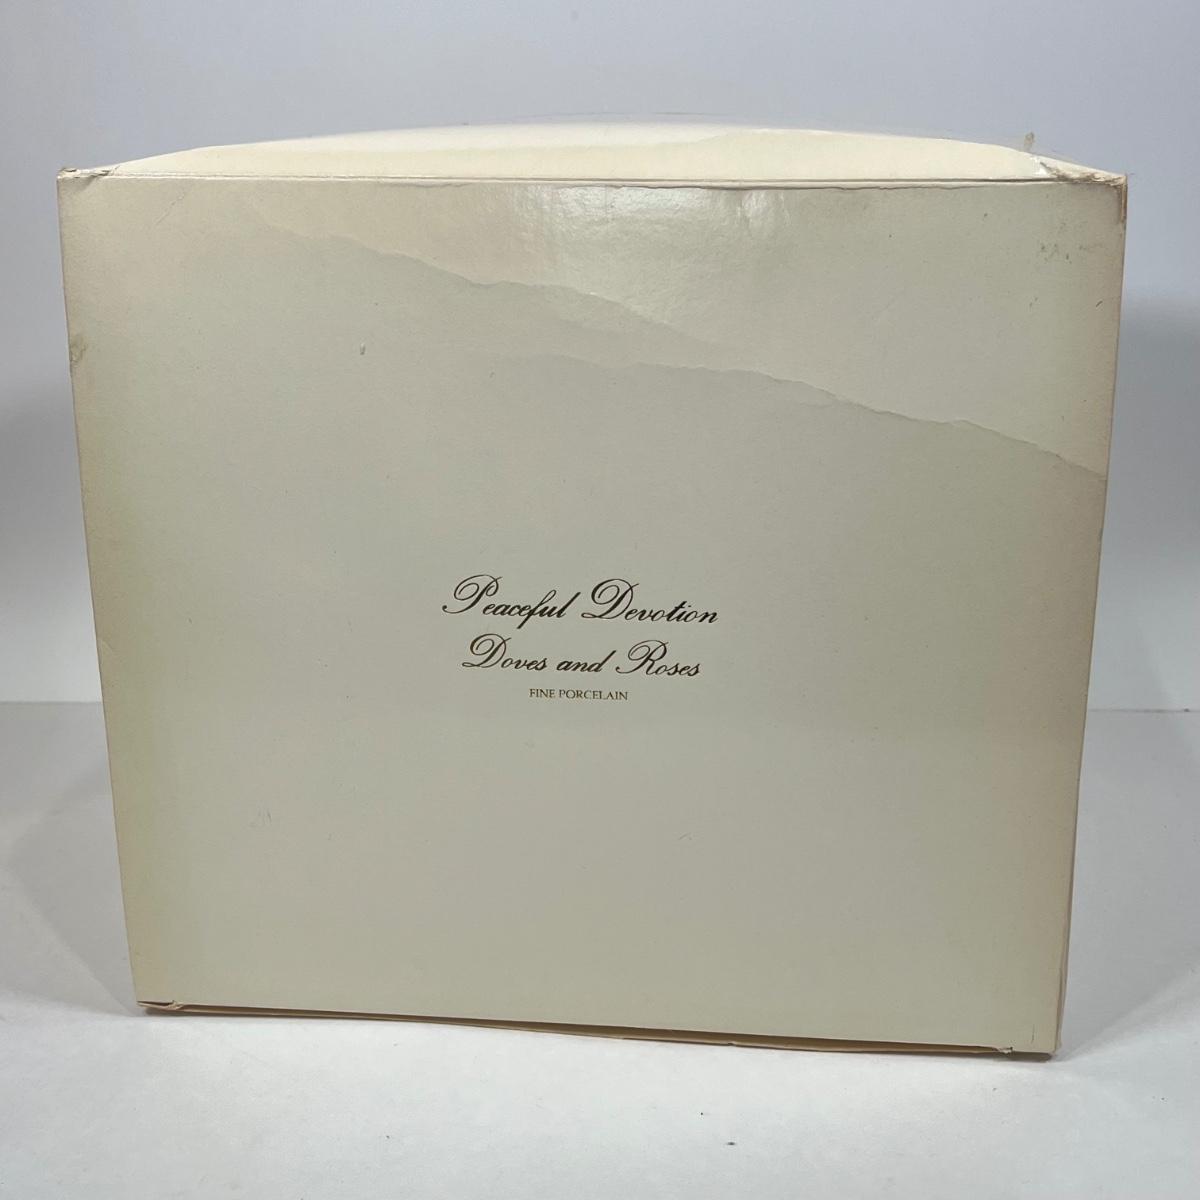 Peaceful Devotion
Doves and Roses
FINE PORCELAIN